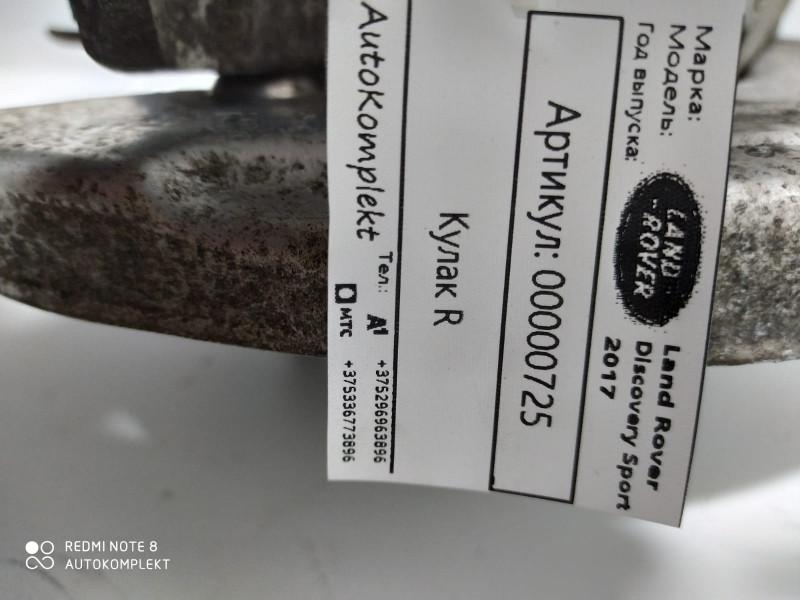 Марка:
Модель:
Год выпуска:
LAND
ROVER
Land Rover
Discovery Sport
2017
Артикул: 00000725
Кулак R
AutoKomplekt
Тел.:
A1 +375296963896
МТС +375336773896
REDMI NOTE 8
AUTOKOMPLEKT